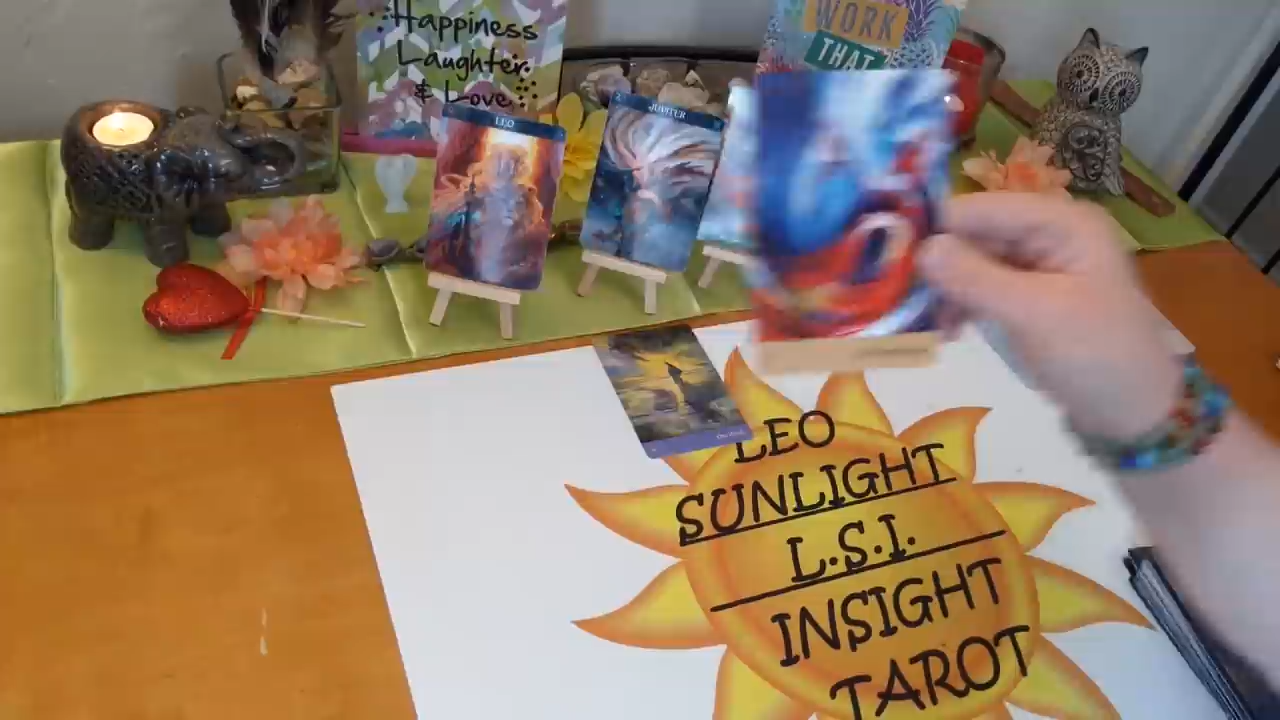 Happiness
Laughter
& Love
WORK
THAT
LEO
JUPITER
LEO
SUNLIGHT
L.S.I.
INSIGHT
TAROT